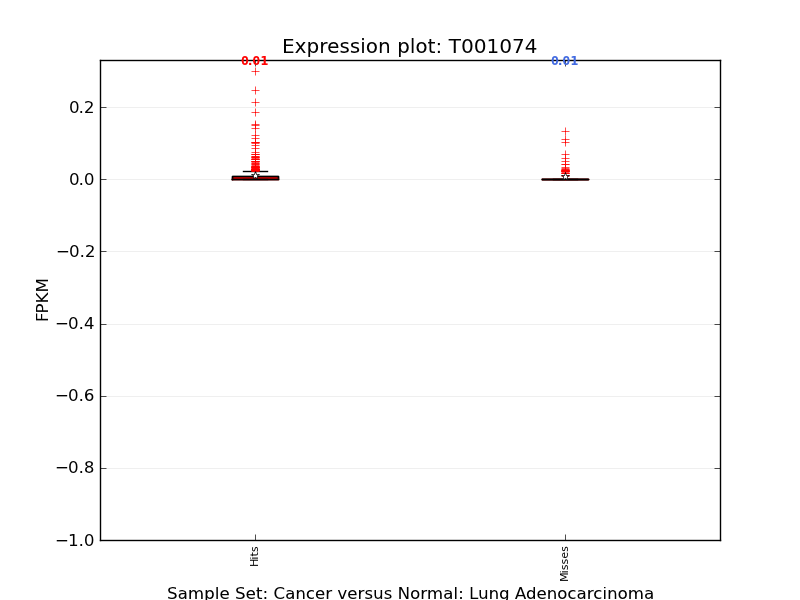 Expression plot: T001074
0.01 0.01
0.2
0.0
−0.2
−0.4
−0.6
−0.8
−1.0
FPKM
Hits Misses
Sample Set: Cancer versus Normal: Lung Adenocarcinoma